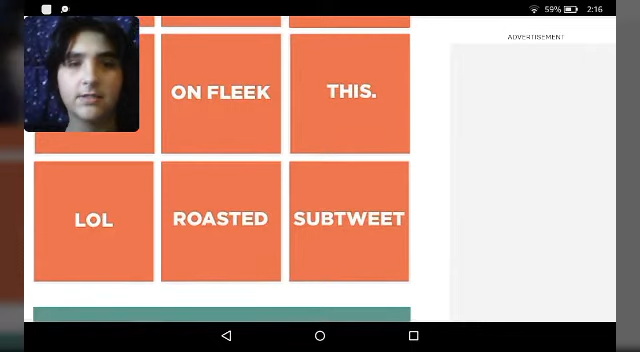 59% 2:16
ADVERTISEMENT
ON FLEEK
THIS.
LOL
ROASTED
SUBTWEET